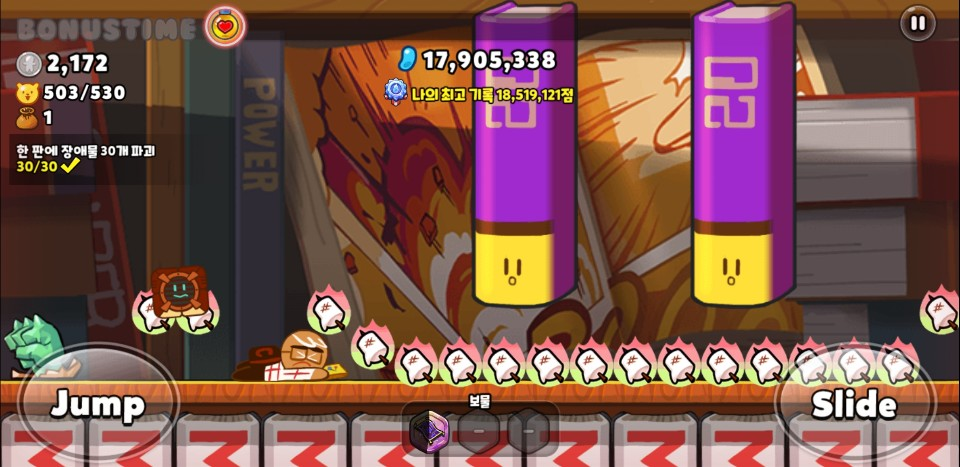 BONUSTIME
2,172
503/530
1
한 판에 장애물 30개 파괴
30/30
17,905,338
나의 최고 기록 18,519,121점
POWER
Jump
보물
Slide